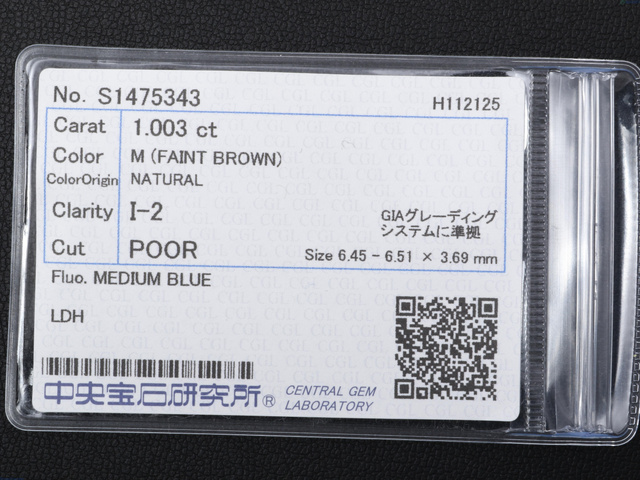 No. S1475343 H112125
Carat 1.003 ct
Color M (FAINT BROWN)
ColorOrigin NATURAL
Clarity I-2
GIAグレーディング
システムに準拠
Cut POOR Size 6.45 - 6.51 × 3.69 mm
Fluo. MEDIUM BLUE
LDH
中央宝石研究所® CENTRAL GEM
LABORATORY